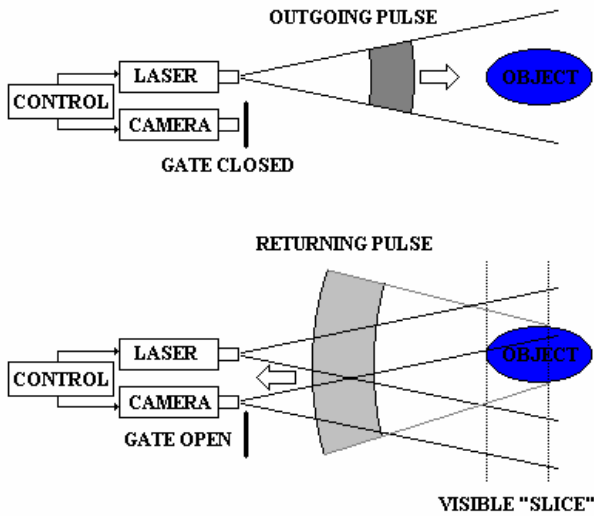 OUTGOING PULSE
LASER
OBJECT
CONTROL
CAMERA
GATE CLOSED
RETURNING PULSE
LASER
OBJECT
CONTROL
CAMERA
GATE OPEN
VISIBLE "SLICE"